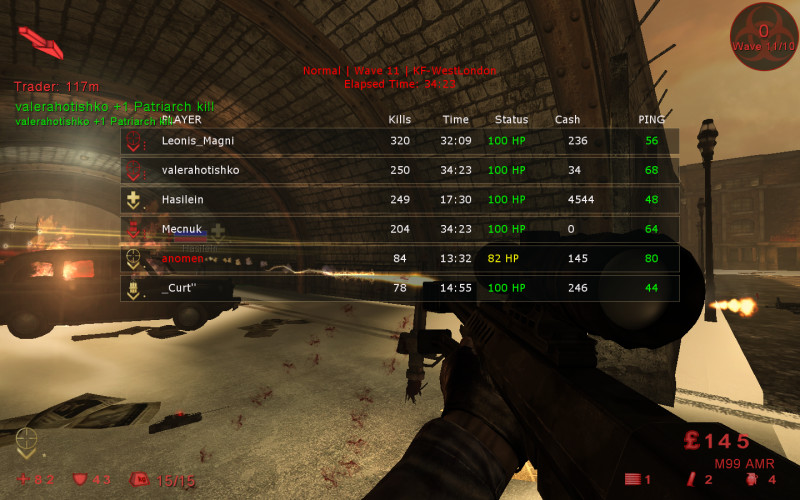 0
Wave 11/10
Normal | Wave 11 | KF-WestLondon
Elapsed Time: 34:23
Trader: 117m
valerahotishko +1 Patriarch kill
valerahotishko +1 Patriarch kill
PLAYER Kills Time Status Cash PING
Leonis_Magni 320 32:09 100 HP 236 56
valerahotishko 250 34:23 100 HP 34 68
Hasilein 249 17:30 100 HP 4544 48
Mecnuk 204 34:23 100 HP 0 64
Hasilein
anomen 84 13:32 82 HP 145 80
_Curt" 78 14:55 100 HP 246 44
£145
M99 AMR
82 43 15/15 1 2 4